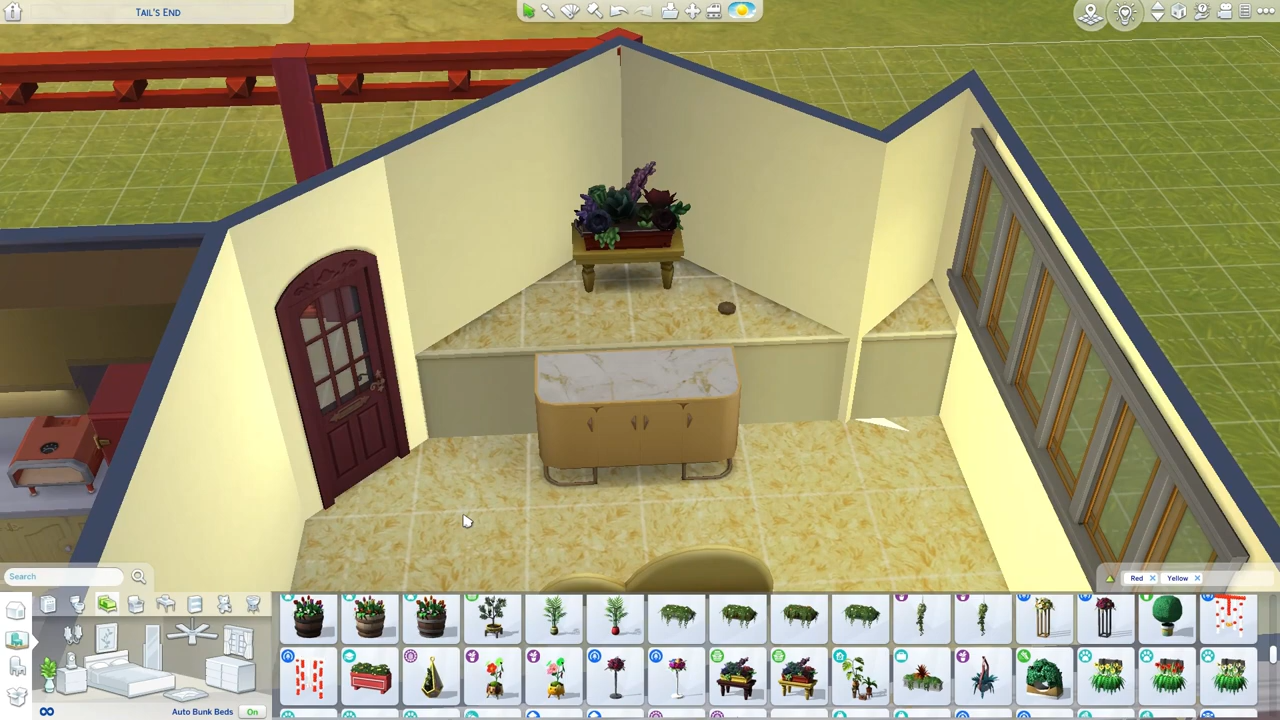 TAIL'S END
Search
Red
Yellow
Auto Bunk Beds
On